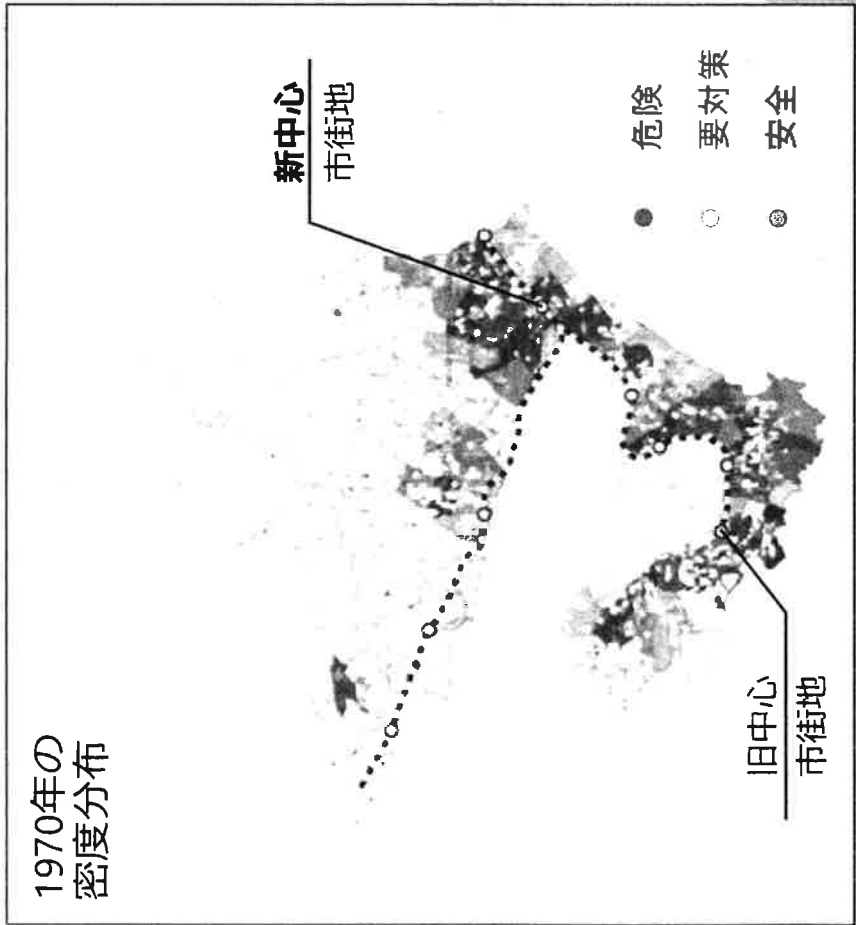 1970年の
密度分布
新中心
市街地
旧中心
市街地
危険
要対策
安全